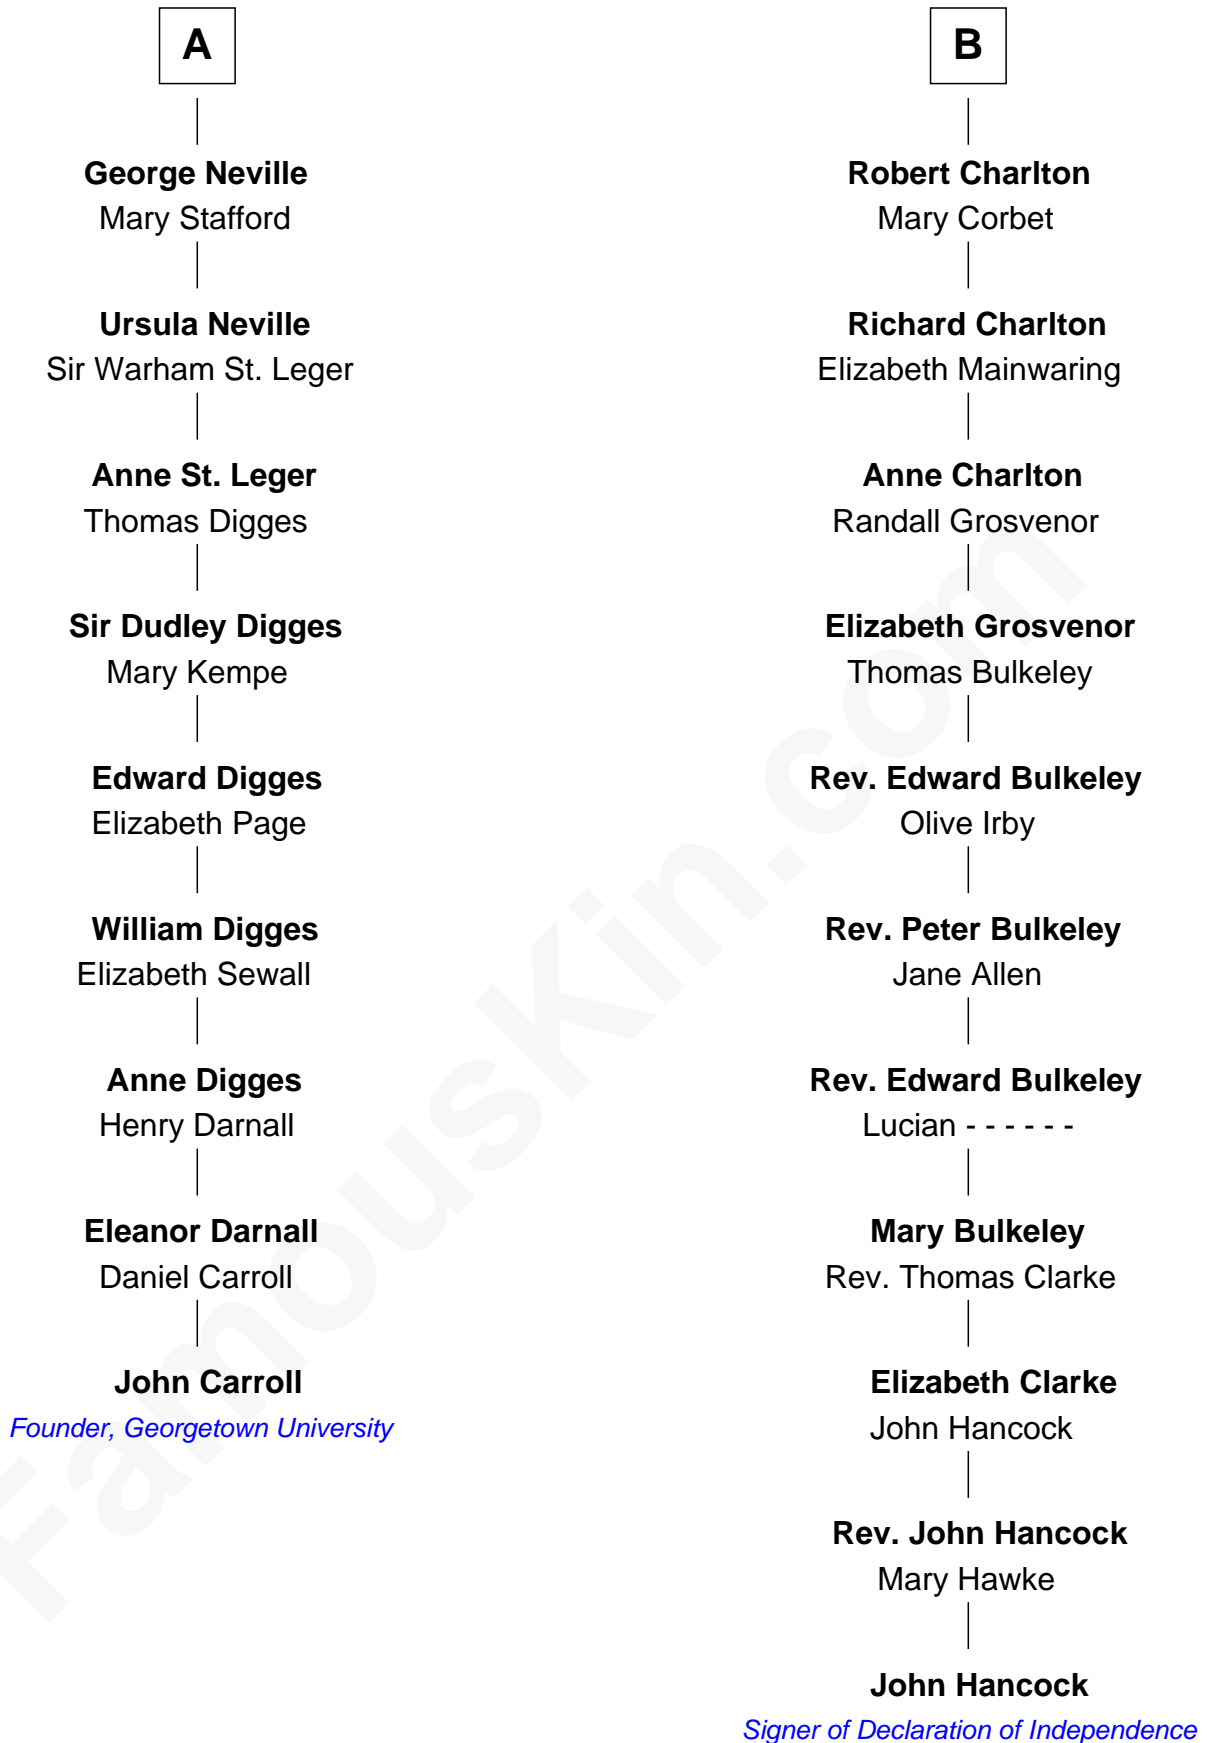 A
George Neville
Mary Stafford
Ursula Neville
Sir Warham St. Leger
Anne St. Leger
Thomas Digges
Sir Dudley Digges
Mary Kempe
Edward Digges
Elizabeth Page
William Digges
Elizabeth Sewall
Anne Digges
Henry Darnall
Eleanor Darnall
Daniel Carroll
John Carroll
Founder, Georgetown University
B
Robert Charlton
Mary Corbet
Richard Charlton
Elizabeth Mainwaring
Anne Charlton
Randall Grosvenor
Elizabeth Grosvenor
Thomas Bulkeley
Rev. Edward Bulkeley
Olive Irby
Rev. Peter Bulkeley
Jane Allen
Rev. Edward Bulkeley
Lucian - - - - - -
Mary Bulkeley
Rev. Thomas Clarke
Elizabeth Clarke
John Hancock
Rev. John Hancock
Mary Hawke
John Hancock
Signer of Declaration of Independence
FamousKin.com